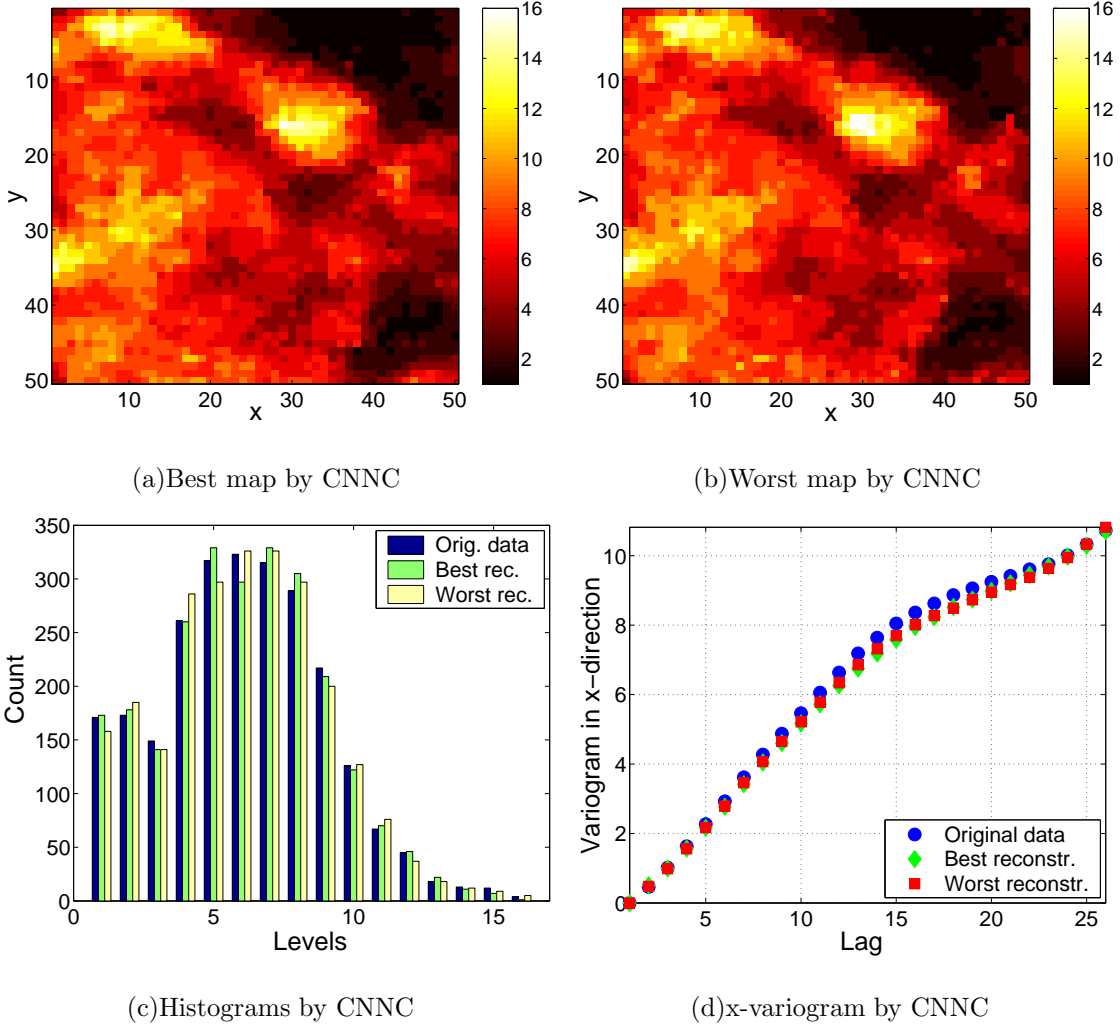 16
14
12
10
8
6
4
2
10
20
30
40
50
y
10 20 30 40 50
x
(a)Best map by CNNC
16
14
12
10
8
6
4
2
10
20
30
40
50
y
10 20 30 40 50
x
(b)Worst map by CNNC
350
300
250
200
150
100
50
0
Count
Orig. data
Best rec.
Worst rec.
0 5 10 15
Levels
(c)Histograms by CNNC
10
8
6
4
2
0
Variogram in x−direction
Original data
Best reconstr.
Worst reconstr.
5 10 15 20 25
Lag
(d)x-variogram by CNNC